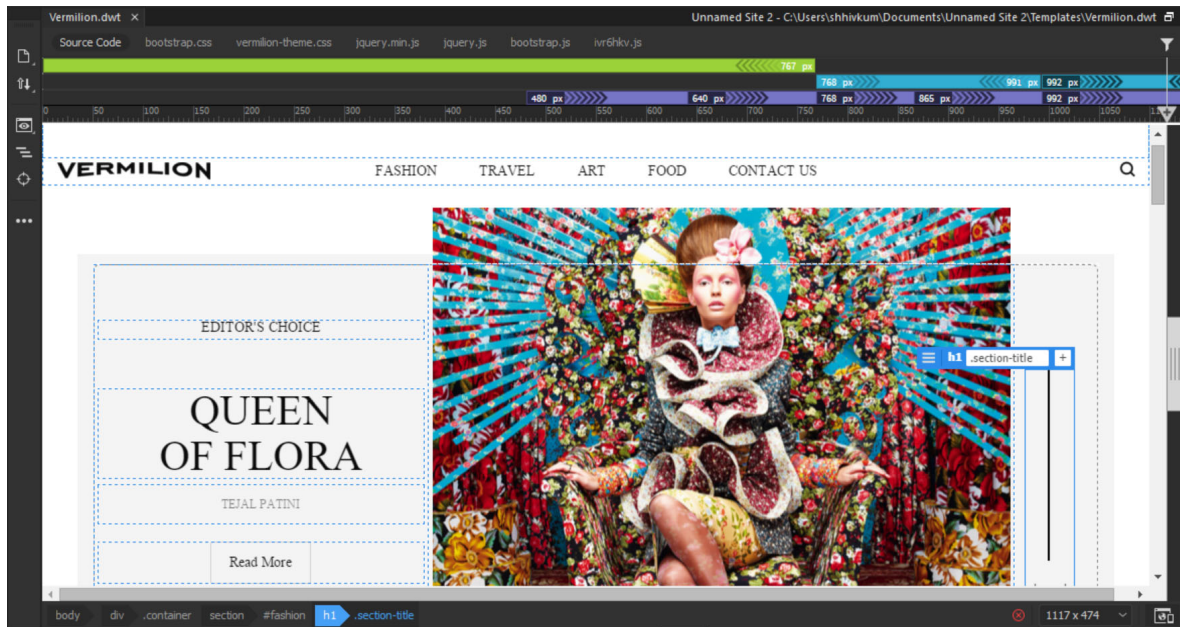 Vermilion.dwt ×
Unnamed Site 2 - C:\Users\shhivkum\Documents\Unnamed Site 2\Templates\Vermilion.dwt
Source Code bootstrap.css vermilion-theme.css jquery.min.js jquery.js bootstrap.js ivr6hkv.js
767 px
768 px 991 px 992 px
480 px 640 px 768 px 865 px 992 px
0 50 100 150 200 250 300 350 400 450 500 550 600 650 700 750 800 850 900 950 1000 1050
VERMILION FASHION TRAVEL ART FOOD CONTACT US
EDITOR'S CHOICE
h1 .section-title +
QUEEN
OF FLORA
TEJAL PATINI
Read More
body div .container section #fashion h1 .section-title 1117 x 474